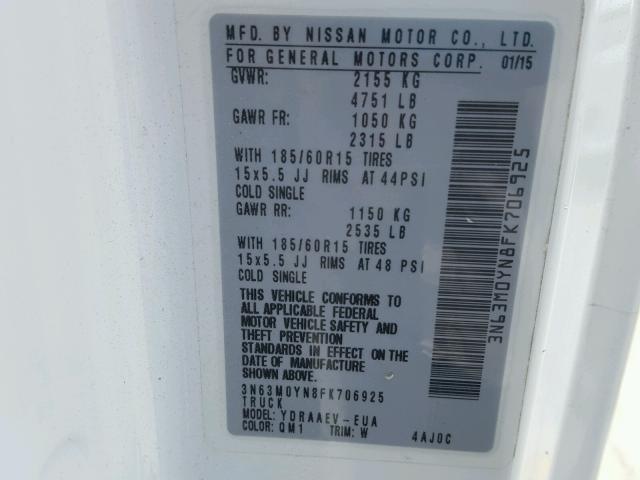 MFD. BY NISSAN MOTOR CO., LTD.
FOR GENERAL MOTORS CORP. 01/15
GVWR: 2155 KG
4751 LB
GAWR FR: 1050 KG
2315 LB
WITH 185/60R15 TIRES
15x5.5 JJ RIMS AT 44PSI
COLD SINGLE
GAWR RR: 1150 KG
2535 LB
WITH 185/60R15 TIRES
15x5.5 JJ RIMS AT 48 PSI
COLD SINGLE
THIS VEHICLE CONFORMS TO
ALL APPLICABLE FEDERAL
MOTOR VEHICLE SAFETY AND
THEFT PREVENTION
STANDARDS IN EFFECT ON THE
DATE OF MANUFACTURE
SHOWN ABOVE.
3N63M0YN8FK706925
TRUCK
MODEL: YDRAAEV-EUA
COLOR: QM1 TRIM: W 4AJ0C
3N63M0YN8FK706925